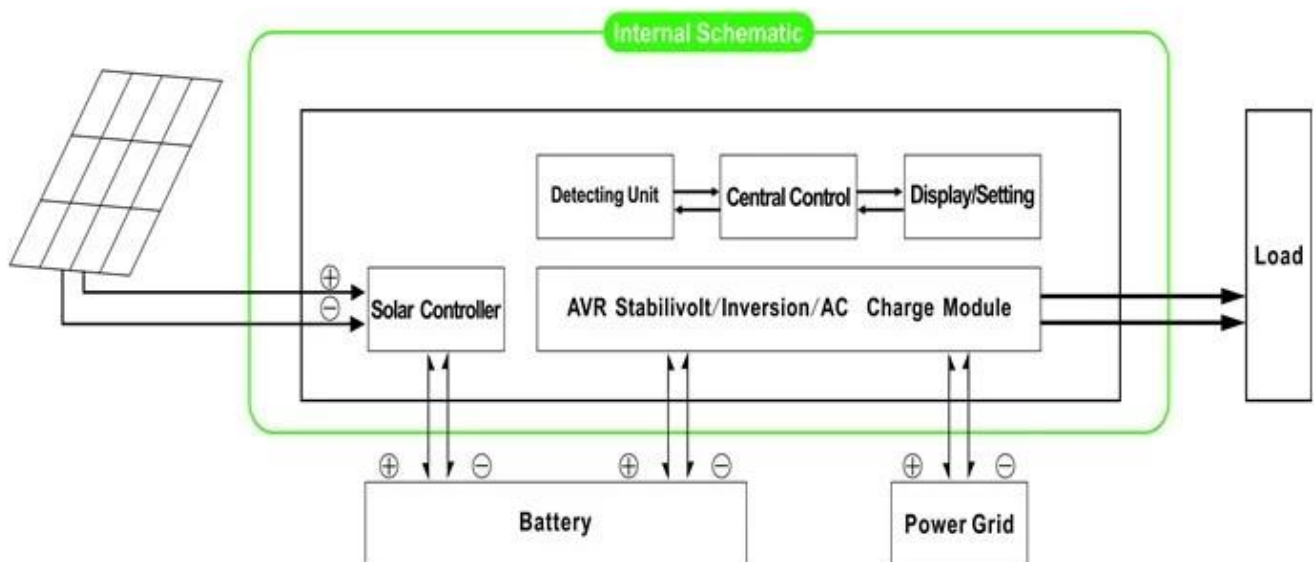 Internal Schematic
Detecting Unit
Central Control
Display/Setting
Load
⊕
⊖
Solar Controller
AVR Stabilivolt/Inversion/AC Charge Module
⊕
⊖
⊕
⊖
⊕
⊖
Battery
Power Grid